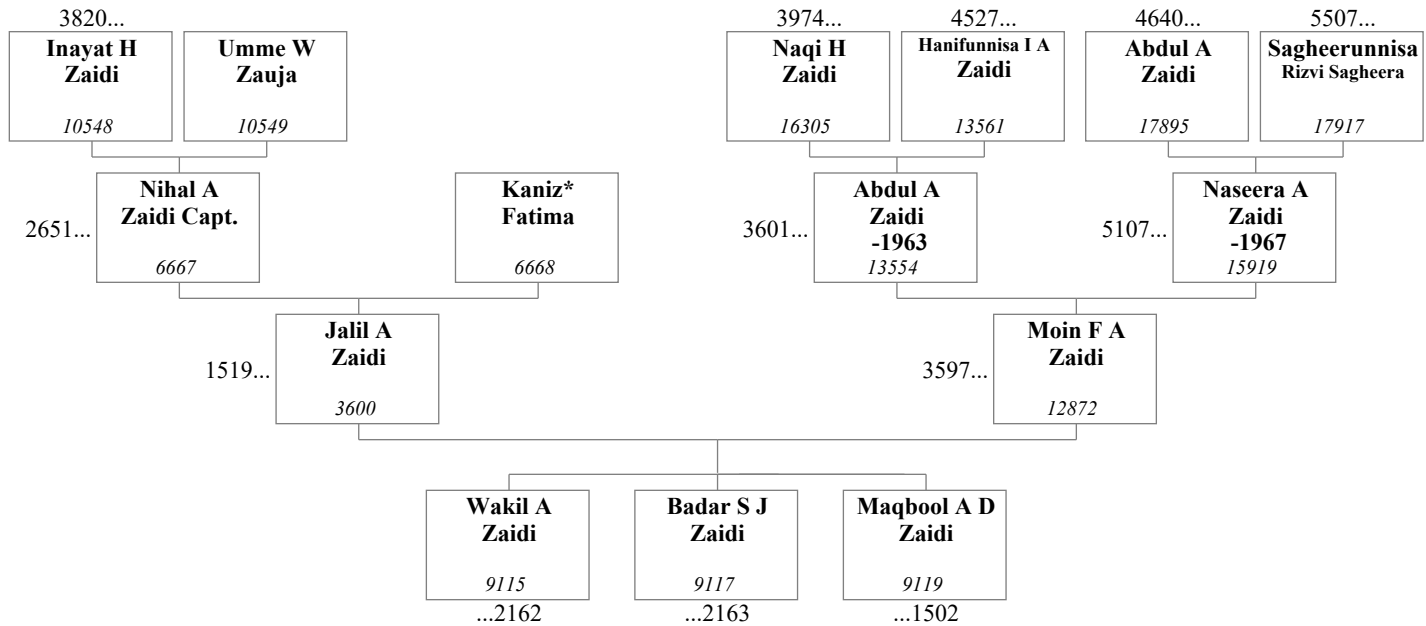 3820...
3974...
4527...
4640...
5507...
Inayat H
Zaidi
10548
Umme W
Zauja
10549
Naqi H
Zaidi
16305
Hanifunnisa I A
Zaidi
13561
Abdul A
Zaidi
17895
Sagheerunnisa
Rizvi Sagheera
17917
2651...
Nihal A
Zaidi Capt.
6667
Kaniz*
Fatima
6668
3601...
Abdul A
Zaidi
-1963
13554
5107...
Naseera A
Zaidi
-1967
15919
1519...
Jalil A
Zaidi
3600
3597...
Moin F A
Zaidi
12872
Wakil A
Zaidi
9115
...2162
Badar S J
Zaidi
9117
...2163
Maqbool A D
Zaidi
9119
...1502